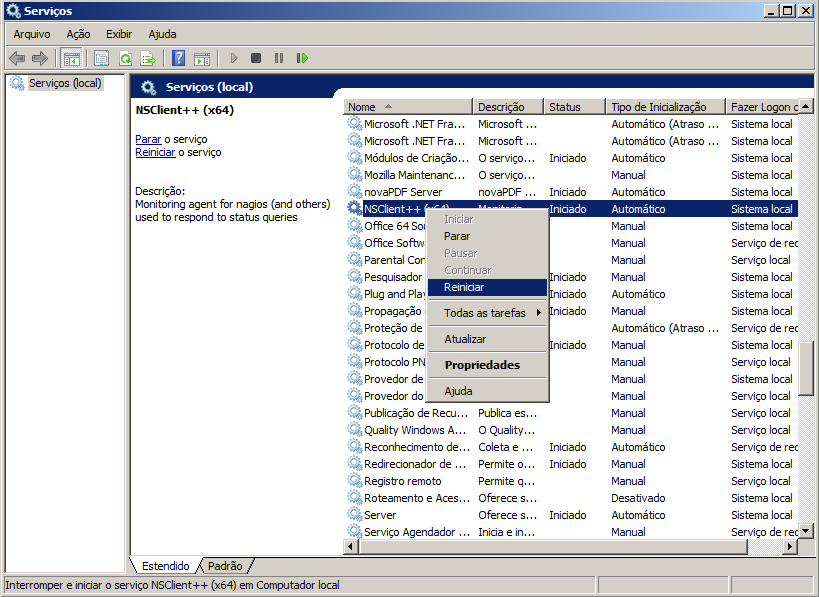 Serviços
Arquivo Ação Exibir Ajuda
Serviços (local)
Serviços (local)
NSClient++ (x64)
Parar o serviço
Reiniciar o serviço
Descrição:
Monitoring agent for nagios (and others)
used to respond to status queries
Nome Descrição Status Tipo de Inicialização Fazer Logon c
Microsoft .NET Fra... Microsoft ... Automático (Atraso ... Sistema local
Microsoft .NET Fra... Microsoft ... Automático (Atraso ... Sistema local
Módulos de Criação... O serviço... Iniciado Automático Sistema local
Mozilla Maintenanc... O serviço... Manual Sistema local
novaPDF Server novaPDF ... Iniciado Automático Sistema local
NSClient++ (x64) Monitorin... Iniciado Automático Sistema local
Office 64 Sou Manual Sistema local
Office Softw Manual Serviço de rec
Parental Con Manual Serviço local
Pesquisador Iniciado Manual Serviço local
Plug and Play Iniciado Automático Sistema local
Propagação Iniciado Manual Sistema local
Proteção de Automático (Atraso ... Serviço de rec
Protocolo de Iniciado Manual Sistema local
Protocolo PN Manual Serviço local
Provedor de Manual Sistema local
Provedor do Manual Serviço local
Publicação de Recu... Publica es... Manual Serviço local
Quality Windows A... O Quality... Manual Serviço local
Reconhecimento de... Coleta e ... Iniciado Automático Serviço de rec
Redirecionador de ... Permite o... Iniciado Manual Sistema local
Registro remoto Permite q... Manual Serviço local
Roteamento e Aces... Oferece s... Desativado Sistema local
Server Oferece s... Iniciado Automático Sistema local
Serviço Agendador ... Inicia e in... Manual Serviço de rec
Iniciar
Parar
Pausar
Continuar
Reiniciar
Todas as tarefas
Atualizar
Propriedades
Ajuda
Estendido Padrão
Interromper e iniciar o serviço NSClient++ (x64) em Computador local